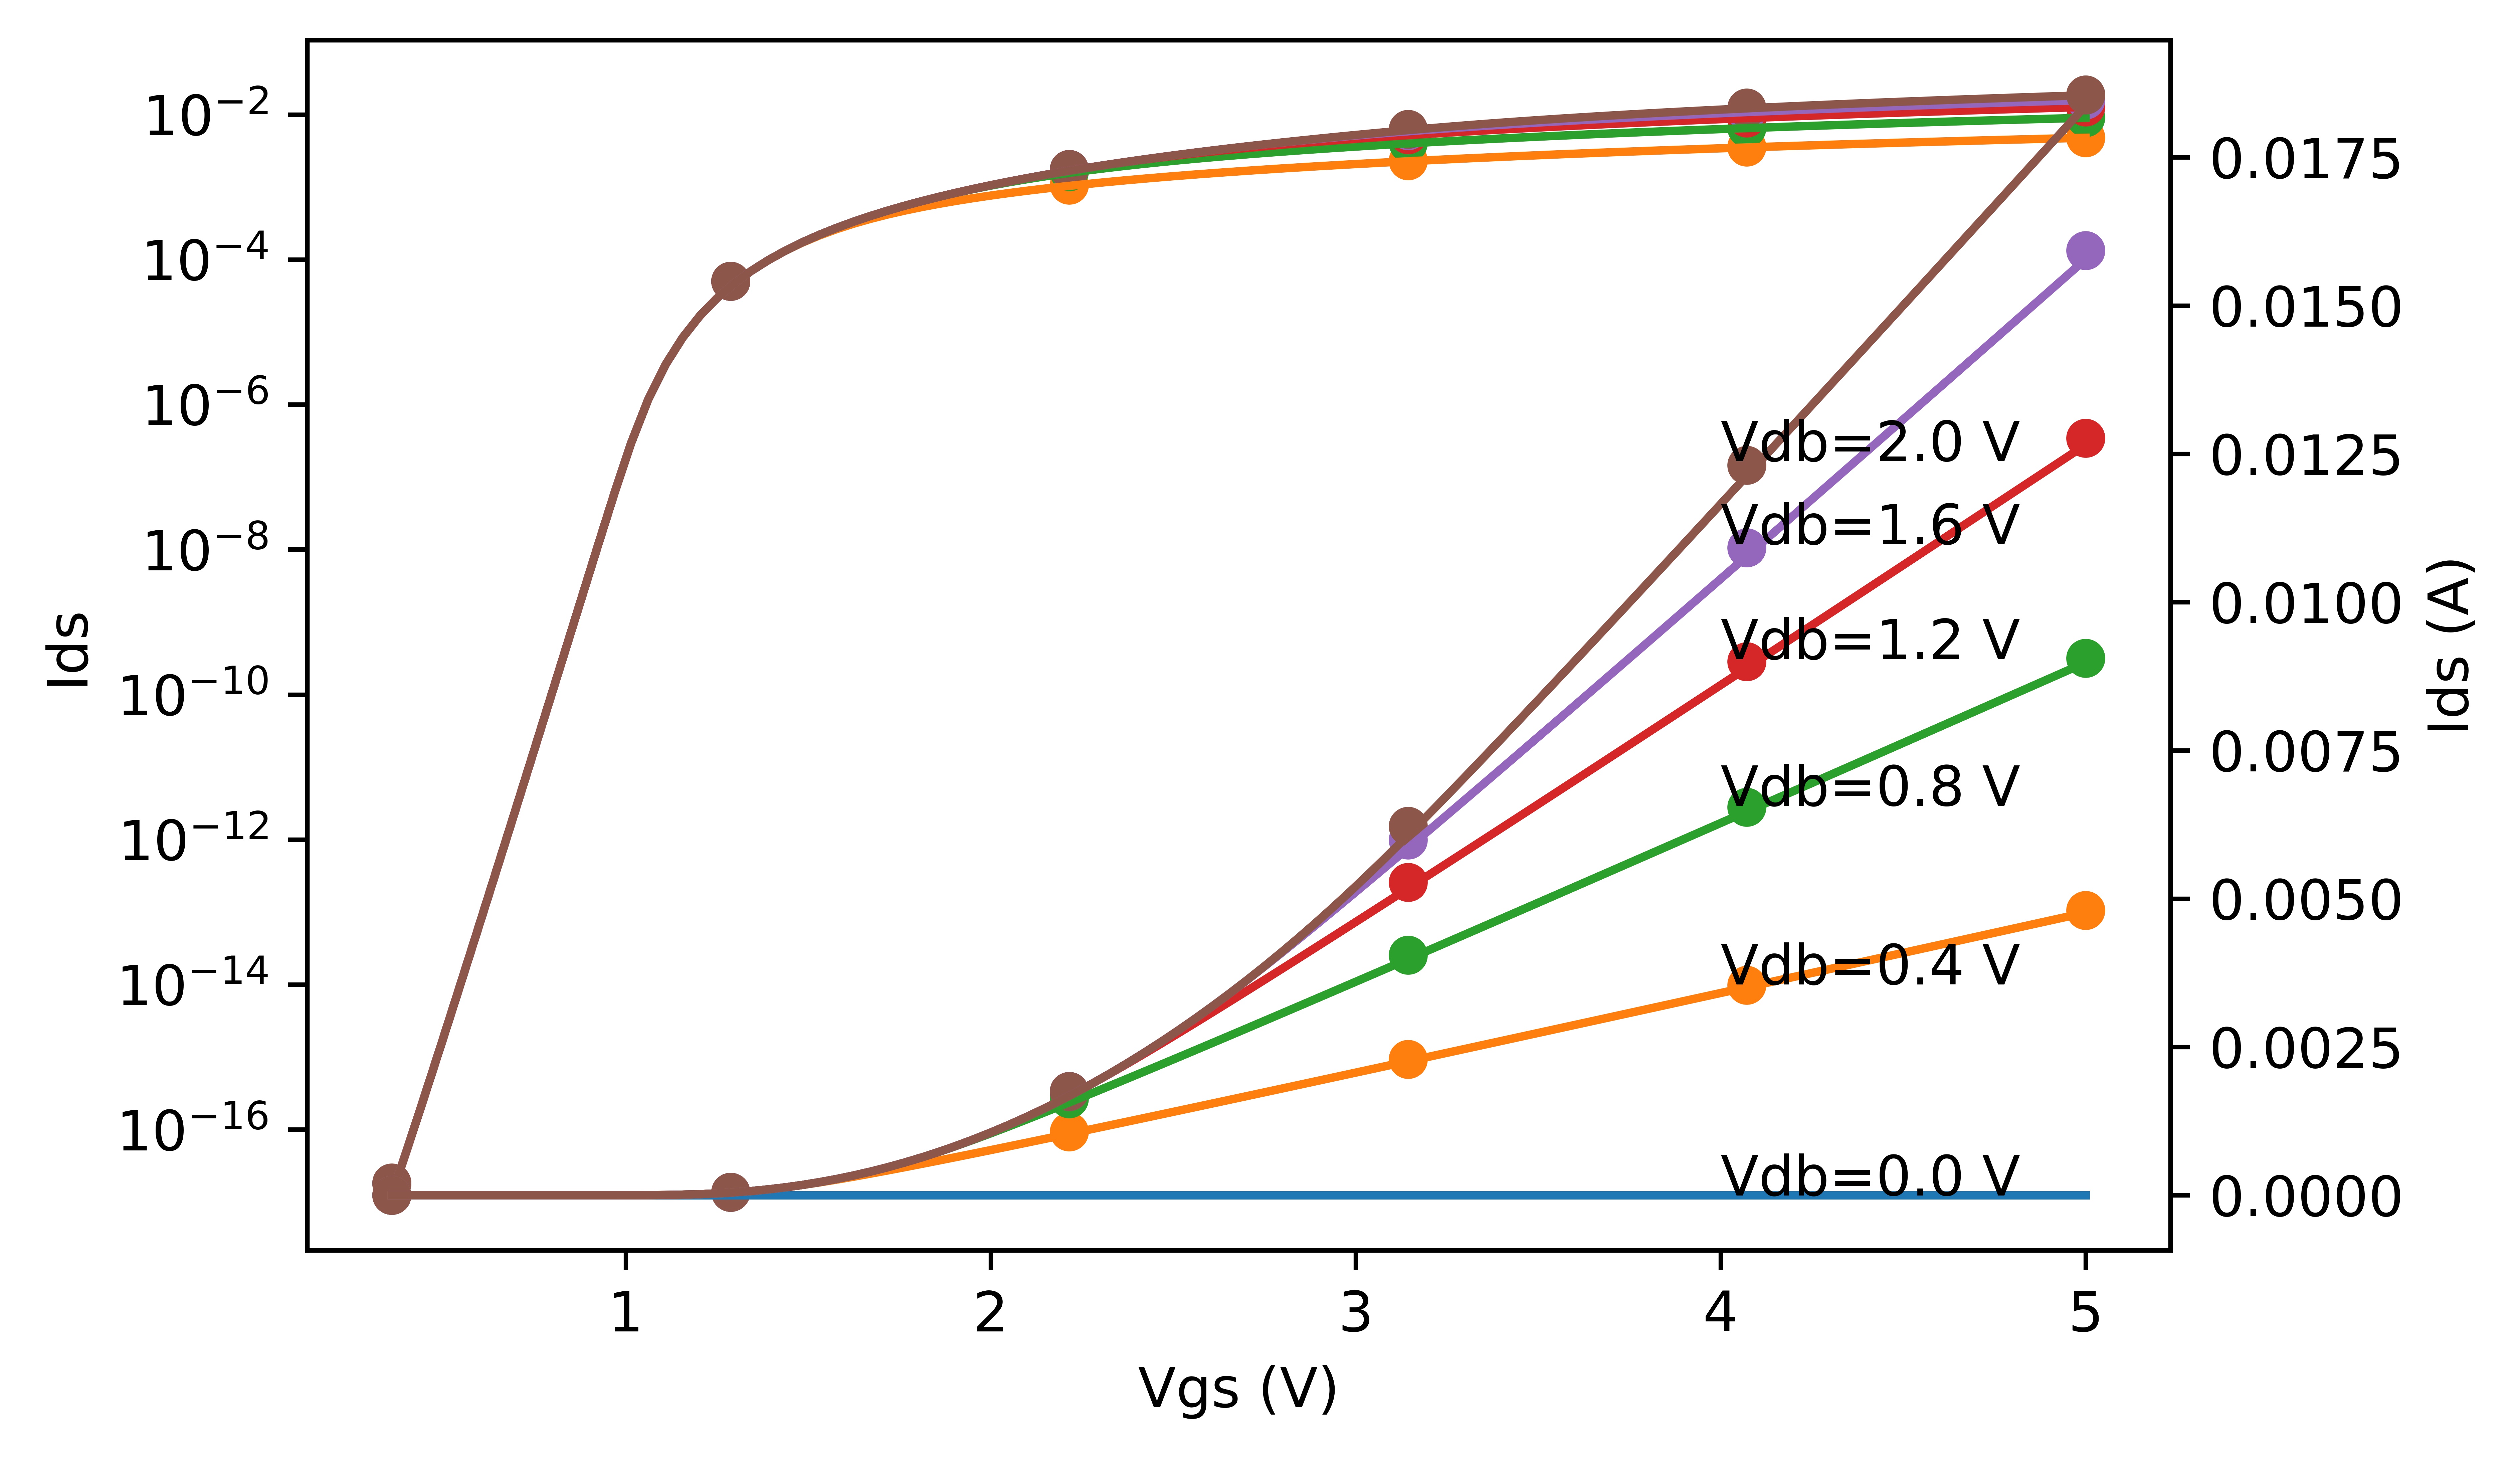 10−2
10−4
10−6
10−8
10−10
10−12
10−14
10−16
Ids
0.0175
0.0150
0.0125
0.0100
0.0075
0.0050
0.0025
0.0000
Ids (A)
Vdb=2.0 V
Vdb=1.6 V
Vdb=1.2 V
Vdb=0.8 V
Vdb=0.4 V
Vdb=0.0 V
1 2 3 4 5
Vgs (V)